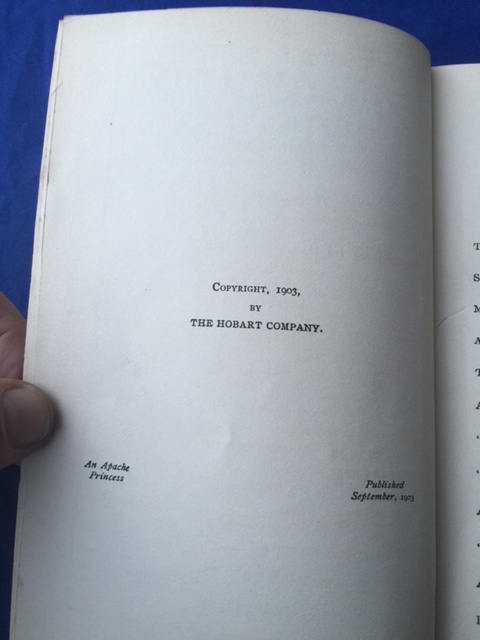 COPYRIGHT, 1903,
BY
THE HOBART COMPANY.
An Apache
Princess
Published
September, 1903